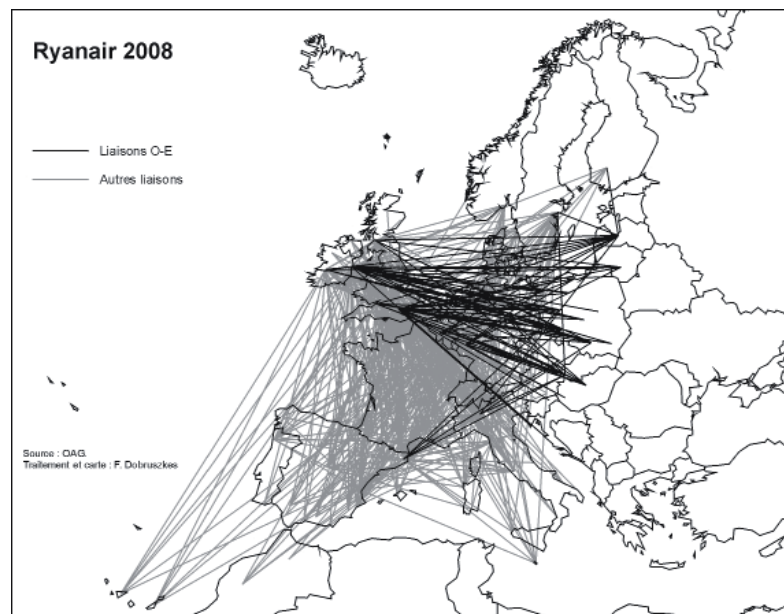 Ryanair 2008
Liaisons O-E
Autres liaisons
Source : OAG.
Traitement et carte : F. Dobruszkes